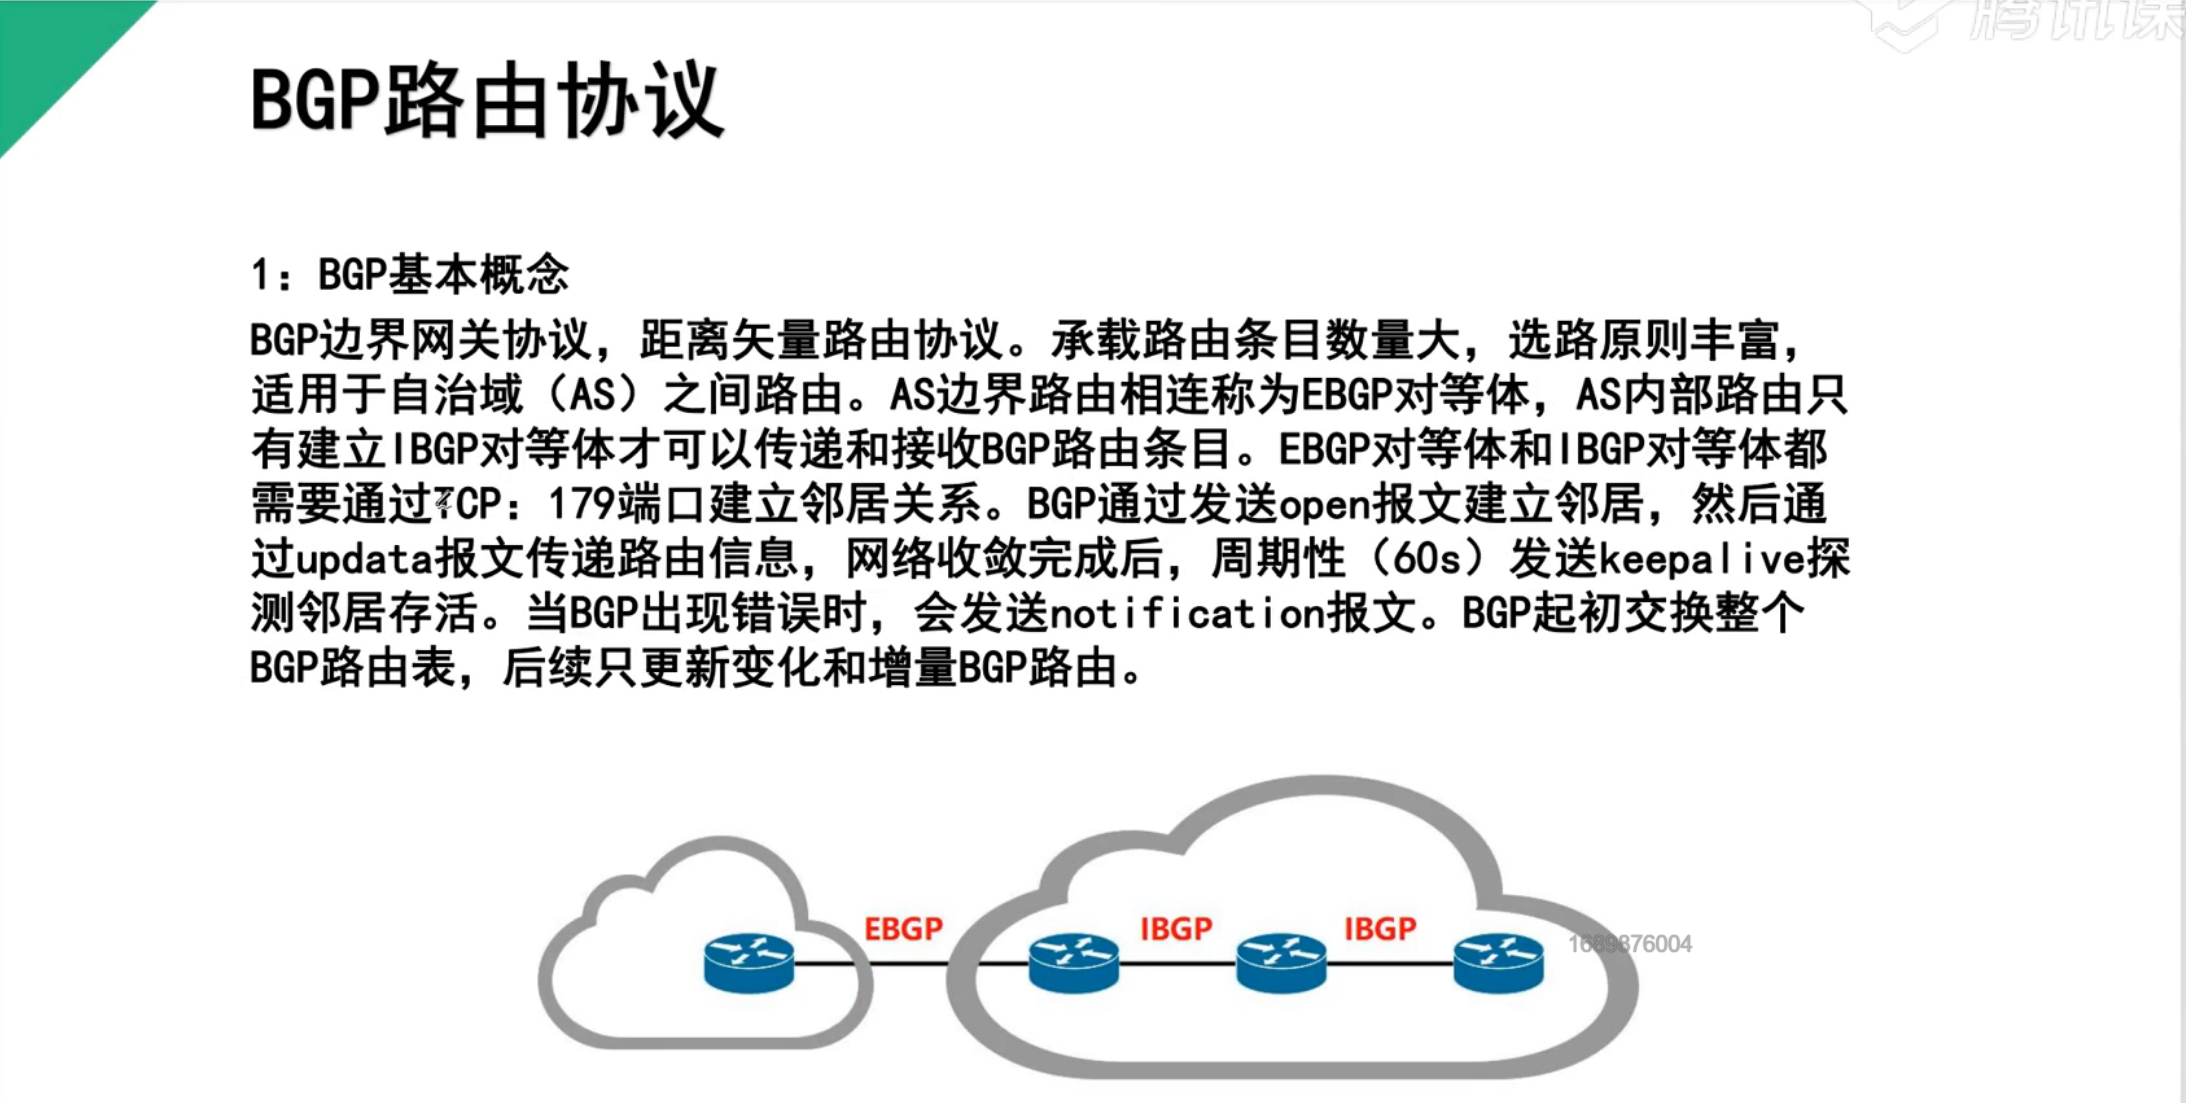 腾讯课
BGP路由协议
1：BGP基本概念
BGP边界网关协议，距离矢量路由协议。承载路由条目数量大，选路原则丰富，
适用于自治域（AS）之间路由。AS边界路由相连称为EBGP对等体，AS内部路由只
有建立IBGP对等体才可以传递和接收BGP路由条目。EBGP对等体和IBGP对等体都
需要通过TCP：179端口建立邻居关系。BGP通过发送open报文建立邻居，然后通
过updata报文传递路由信息，网络收敛完成后，周期性（60s）发送keepalive探
测邻居存活。当BGP出现错误时，会发送notification报文。BGP起初交换整个
BGP路由表，后续只更新变化和增量BGP路由。
EBGP
IBGP
IBGP
1689876004